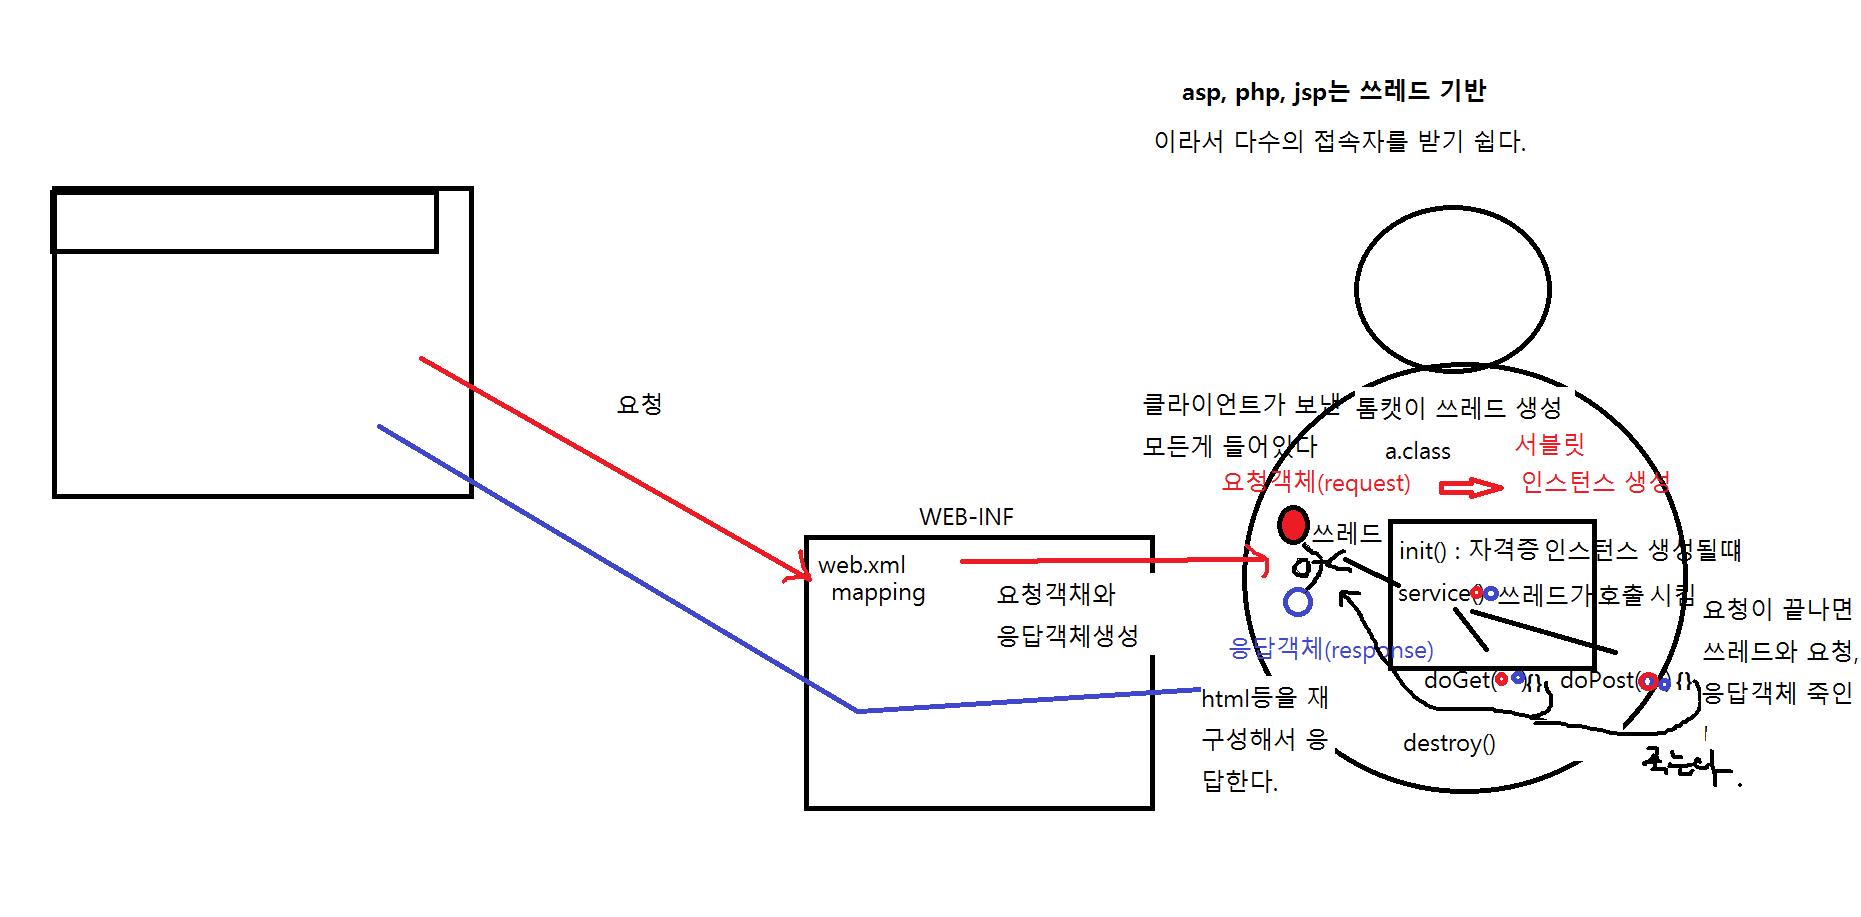 asp, php, jsp는 쓰레드 기반
이라서 다수의 접속자를 받기 쉽다.
요청
WEB-INF
web.xml
mapping
요청객채와
응답객체생성
클라이언트가 보낸
모든게 들어있다
요청객체(request)
톰캣이 쓰레드 생성
a.class
서블릿
인스턴스 생성
쓰레드
init() : 자격증 인스턴스 생성될떄
service() 쓰레드가 호출 시킴
응답객체(response)
doGet( ){} doPost( ) {}
destroy()
html등을 재
구성해서 응
답한다.
요청이 끝나면
쓰레드와 요청,
응답객체 죽인
죽는다.